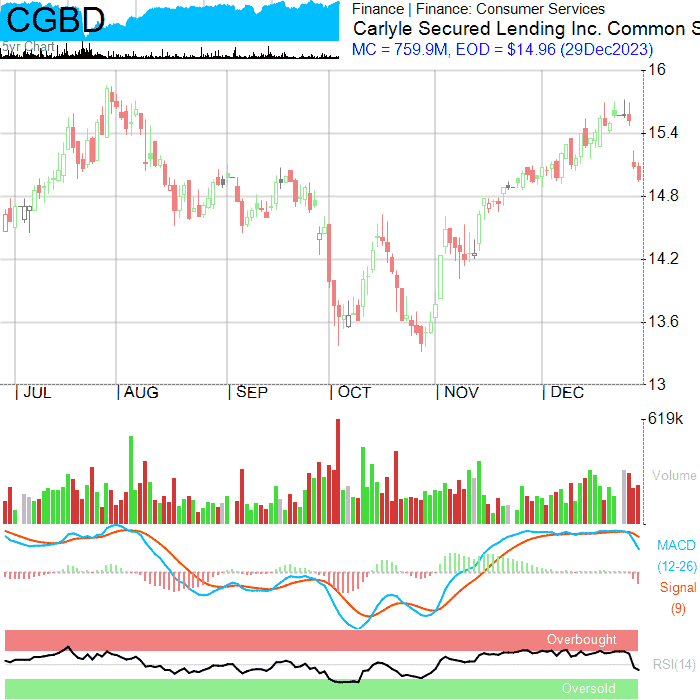 CGBD
5yr Chart
Finance | Finance: Consumer Services
Carlyle Secured Lending Inc. Common S
MC = 759.9M, EOD = $14.96 (29Dec2023)
16
15.4
14.8
14.2
13.6
13
JUL AUG SEP OCT NOV DEC
619k
Volume
MACD
(12-26)
Signal
(9)
Overbought
RSI(14)
Oversold